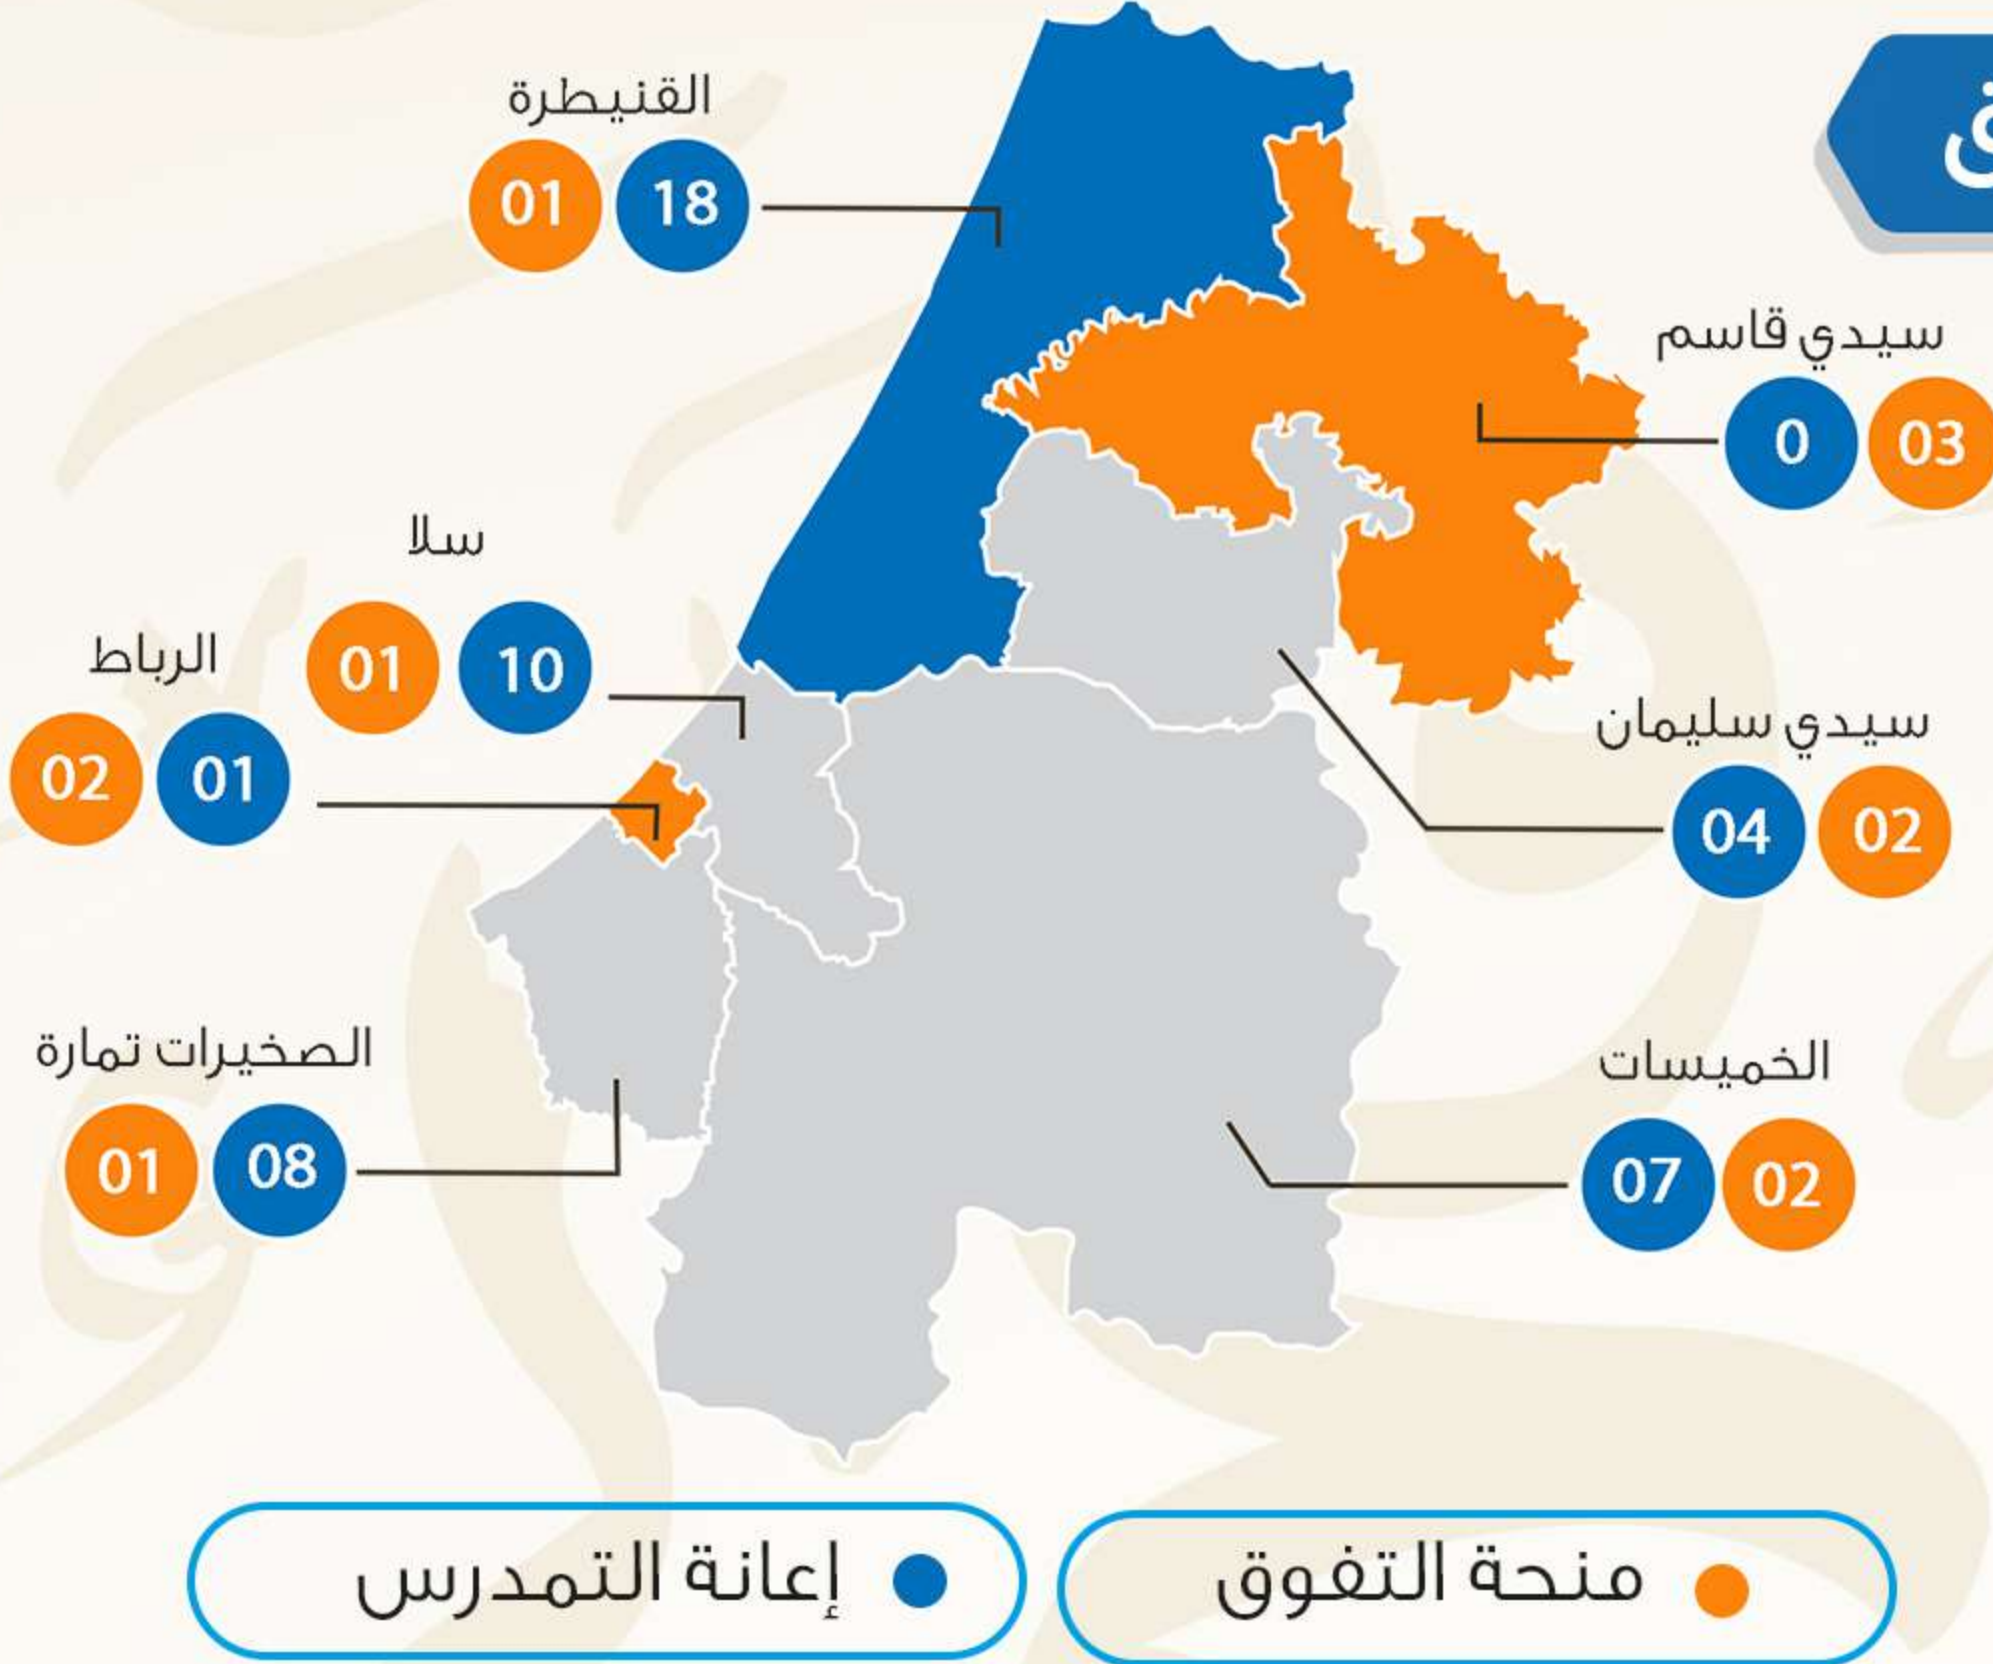 القنيطرة
01 18
سيدي قاسم
0 03
سلا
01 10
الرباط
02 01
سيدي سليمان
04 02
الصخيرات تمارة
01 08
الخميسات
07 02
منحة التفوق
إعانة التمدرس